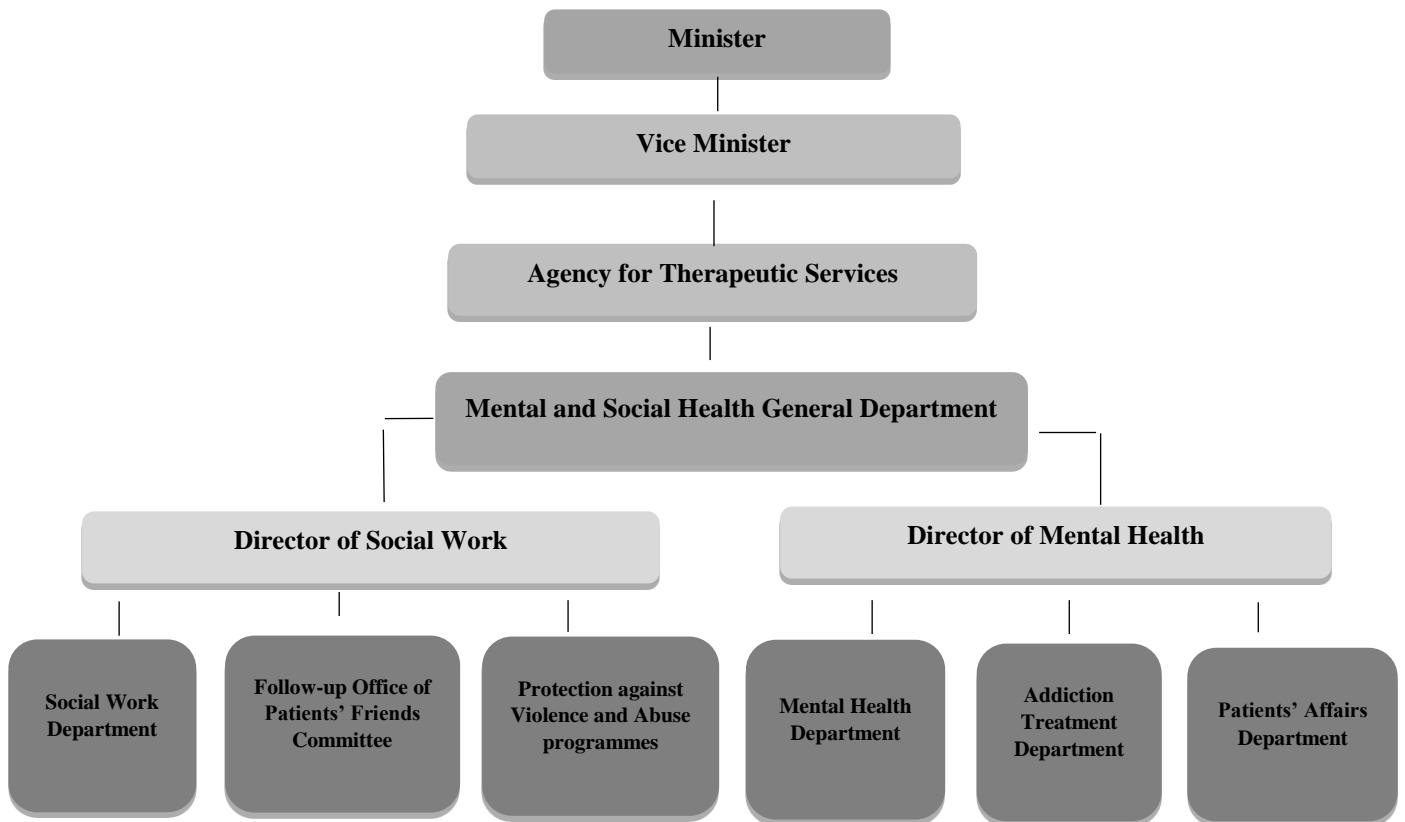 Minister
Vice Minister
Agency for Therapeutic Services
Mental and Social Health General Department
Director of Social Work
Director of Mental Health
Social Work
Department
Follow-up Office of
Patients’ Friends
Committee
Protection against
Violence and Abuse
programmes
Mental Health
Department
Addiction
Treatment
Department
Patients’ Affairs
Department